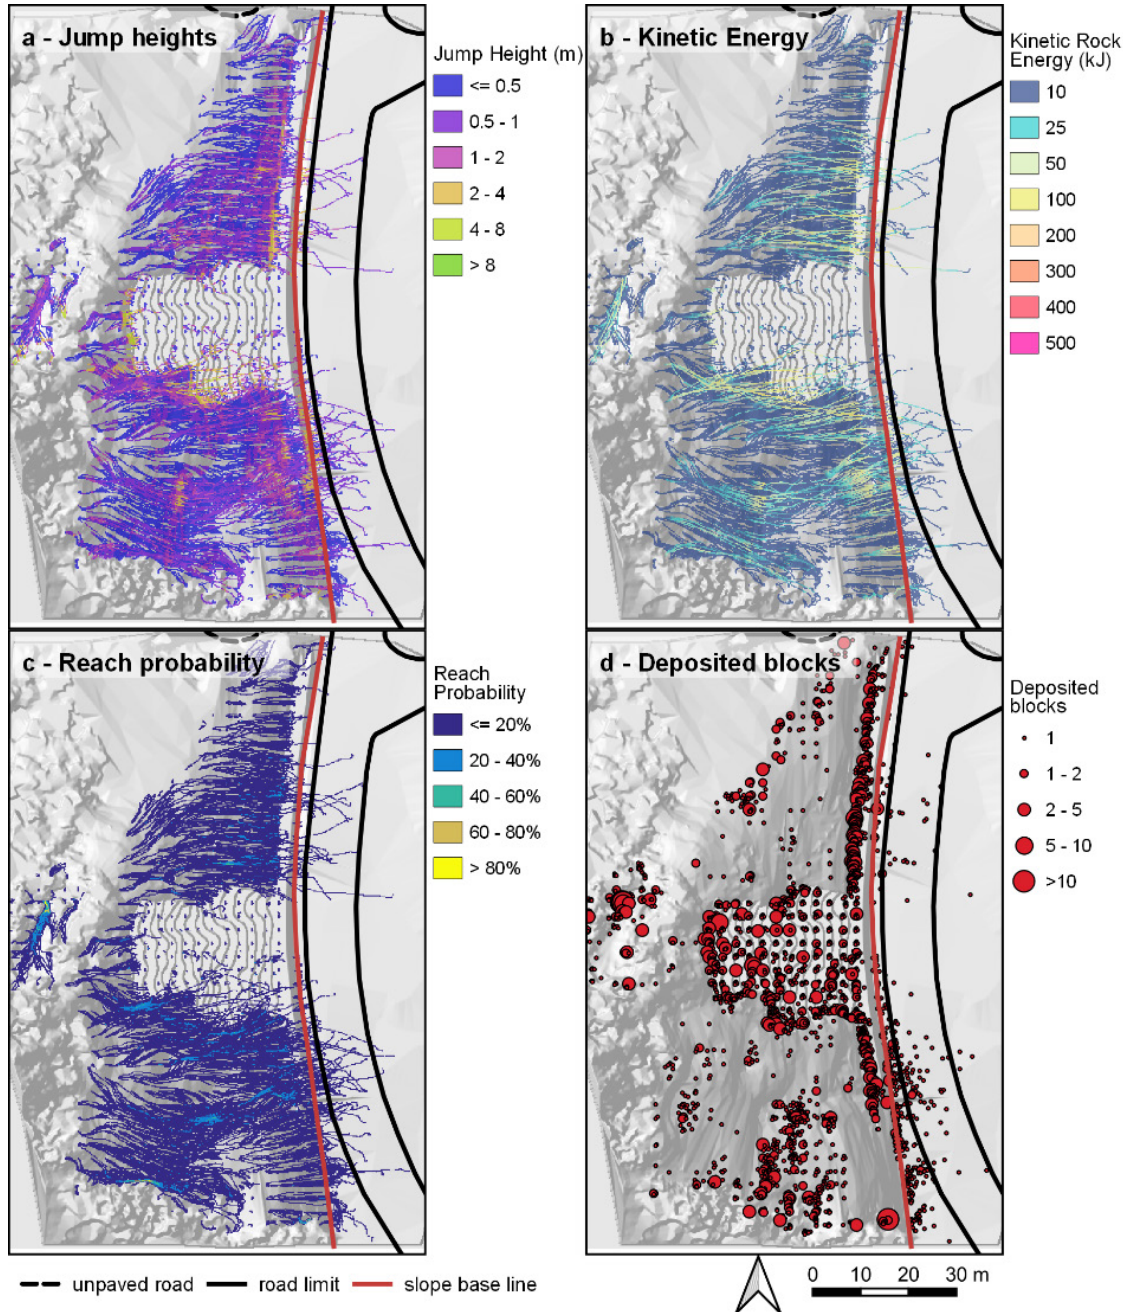 a - Jump heights
Jump Height (m)
<= 0.5
0.5 - 1
1 - 2
2 - 4
4 - 8
> 8
b - Kinetic Energy
Kinetic Rock
Energy (kJ)
10
25
50
100
200
300
400
500
c - Reach probability
Reach
Probability
<= 20%
20 - 40%
40 - 60%
60 - 80%
> 80%
d - Deposited blocks
Deposited
blocks
1
1 - 2
2 - 5
5 - 10
>10
unpaved road road limit slope base line
0 10 20 30 m